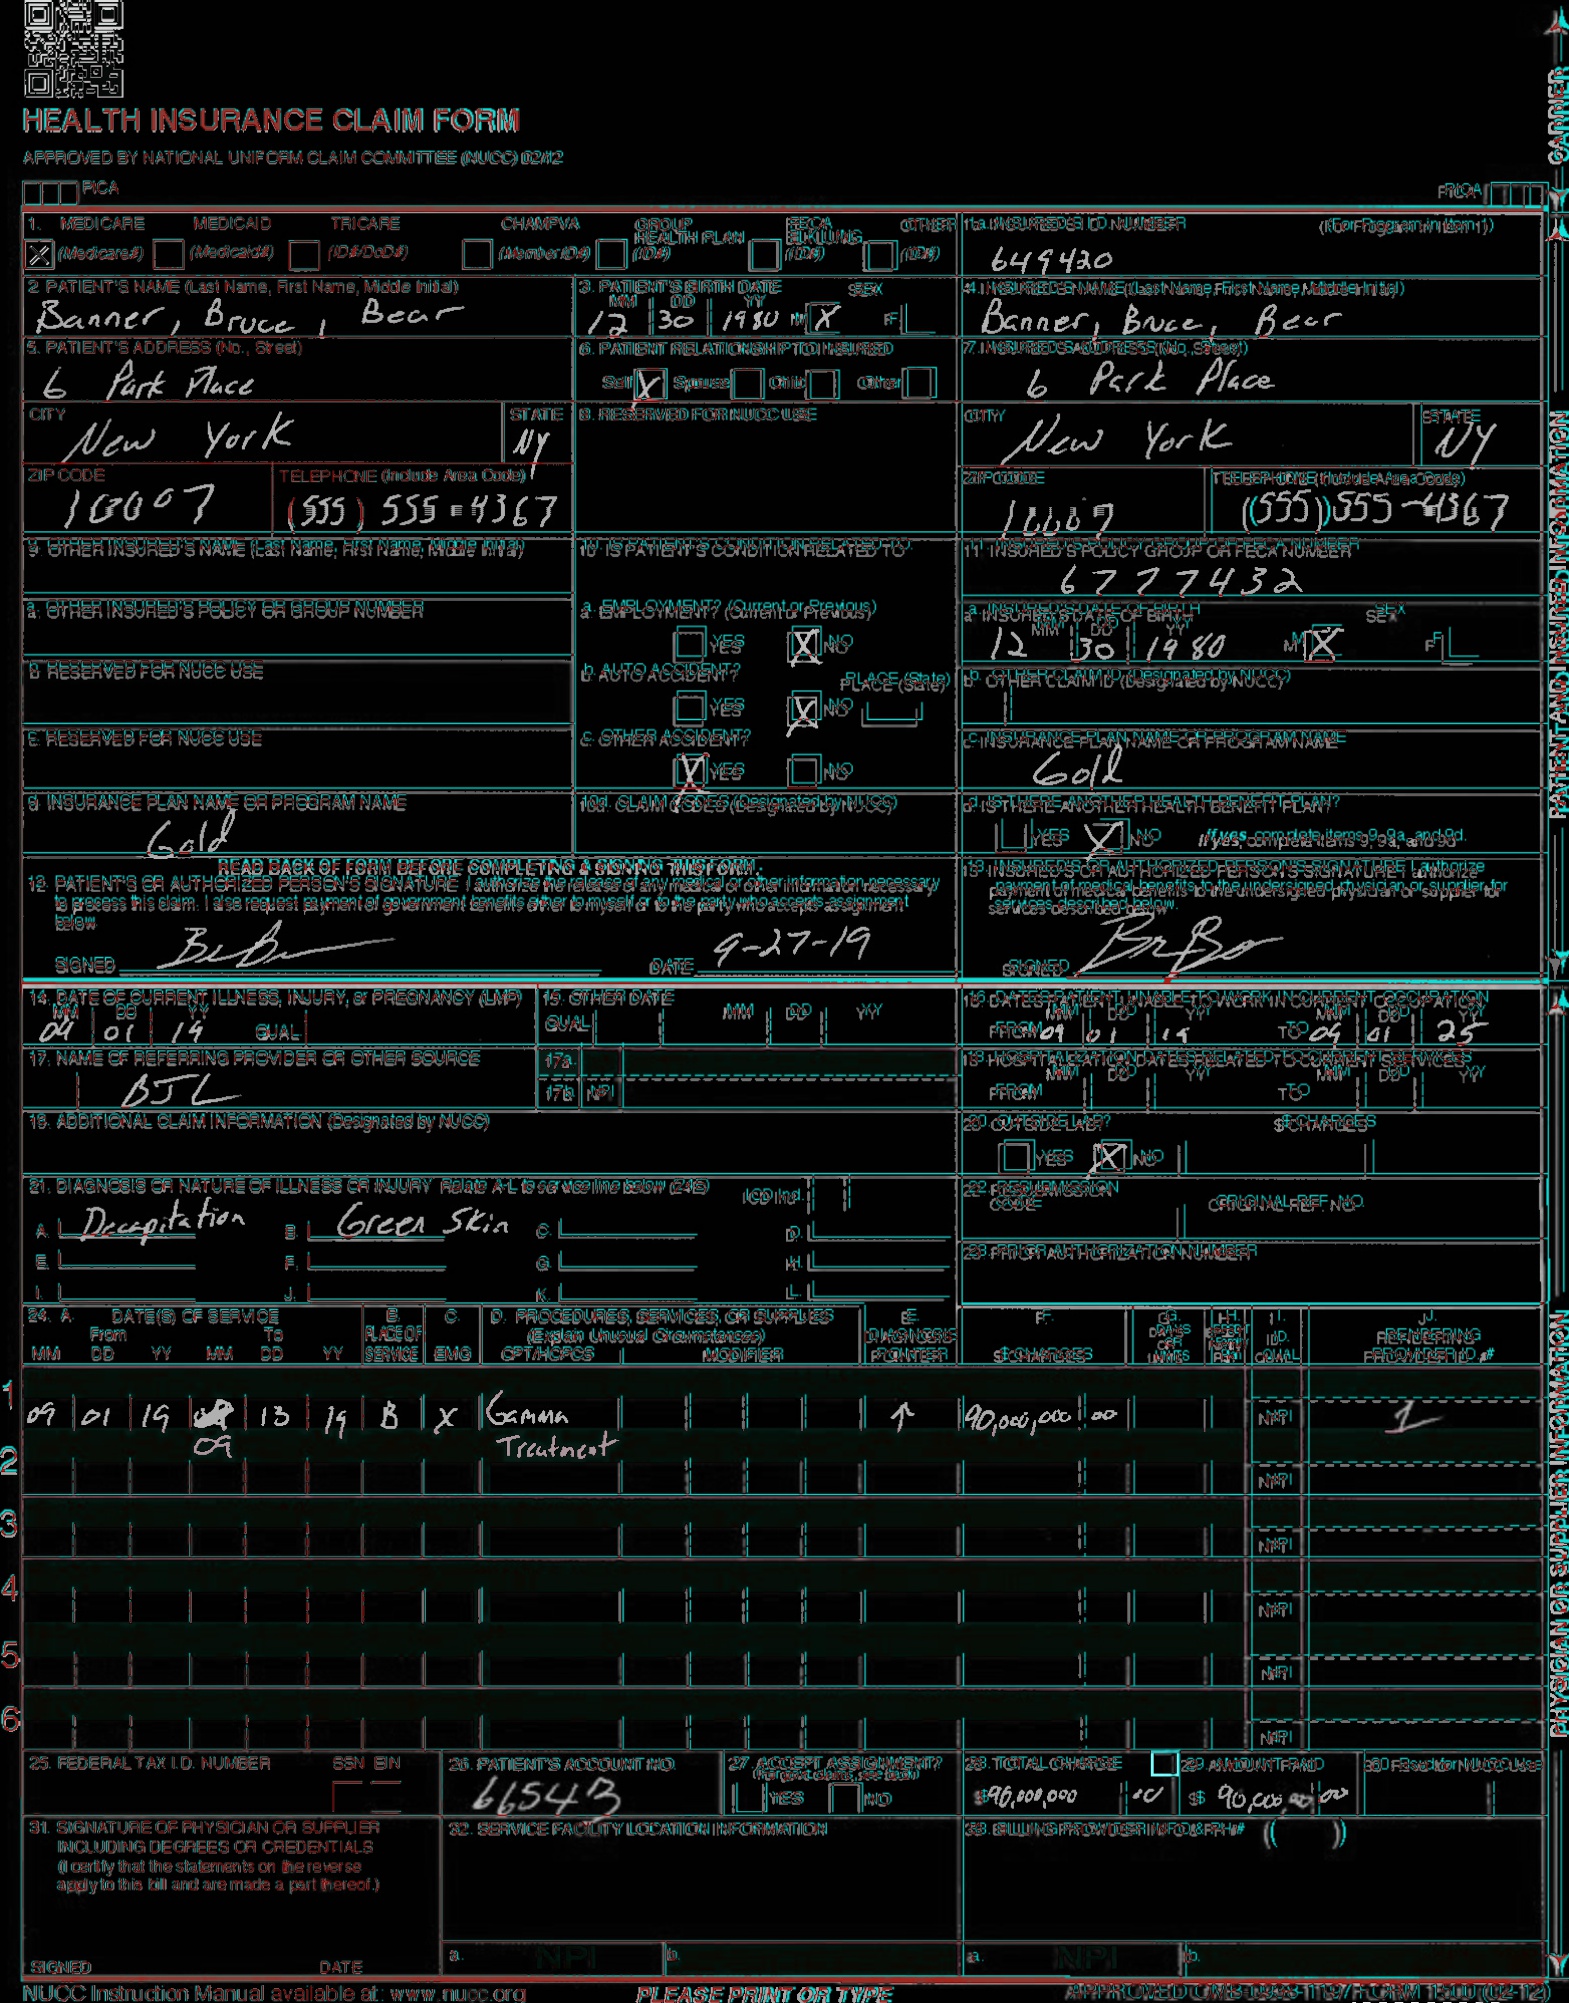 HEALTH INSURANCE CLAIM FORM
APPROVED BY NATIONAL UNIFORM CLAIM COMMITTEE (NUCC) 02/12
PICA
PICA
CARRIER
1. MEDICARE MEDICAID TRICARE CHAMPVA GROUP HEALTH PLAN FECA BLK LUNG OTHER
X (Medicare#) (Medicaid#) (ID#/DoD#) (Member ID#) (ID#) (ID#) (ID#)
1a. INSURED'S I.D. NUMBER (For Program in Item 1)
649420
2. PATIENT'S NAME (Last Name, First Name, Middle Initial)
Banner, Bruce, Bear
3. PATIENT'S BIRTH DATE SEX
MM DD YY
12 30 1980 M X F
4. INSURED'S NAME (Last Name, First Name, Middle Initial)
Banner, Bruce, Bear
5. PATIENT'S ADDRESS (No., Street)
6 Park Place
6. PATIENT RELATIONSHIP TO INSURED
Self X Spouse Child Other
7. INSURED'S ADDRESS (No., Street)
6 Park Place
CITY STATE
New York NY
8. RESERVED FOR NUCC USE
CITY STATE
New York NY
ZIP CODE TELEPHONE (Include Area Code)
10007 (555) 555-4367
ZIP CODE TELEPHONE (Include Area Code)
10007 (555) 555-4367
9. OTHER INSURED'S NAME (Last Name, First Name, Middle Initial)
10. IS PATIENT'S CONDITION RELATED TO:
11. INSURED'S POLICY GROUP OR FECA NUMBER
6777432
a. OTHER INSURED'S POLICY OR GROUP NUMBER
a. EMPLOYMENT? (Current or Previous)
YES X NO
a. INSURED'S DATE OF BIRTH SEX
MM DD YY
12 30 1980 M X F
b. RESERVED FOR NUCC USE
b. AUTO ACCIDENT? PLACE (State)
YES X NO
b. OTHER CLAIM ID (Designated by NUCC)
c. RESERVED FOR NUCC USE
c. OTHER ACCIDENT?
X YES NO
c. INSURANCE PLAN NAME OR PROGRAM NAME
Gold
d. INSURANCE PLAN NAME OR PROGRAM NAME
Gold
10d. CLAIM CODES (Designated by NUCC)
d. IS THERE ANOTHER HEALTH BENEFIT PLAN?
YES X NO If yes, complete items 9, 9a, and 9d.
READ BACK OF FORM BEFORE COMPLETING & SIGNING THIS FORM.
12. PATIENT'S OR AUTHORIZED PERSON'S SIGNATURE I authorize the release of any medical or other information necessary
to process this claim. I also request payment of government benefits either to myself or to the party who accepts assignment
below.
SIGNED DATE 9-27-19
13. INSURED'S OR AUTHORIZED PERSON'S SIGNATURE I authorize
payment of medical benefits to the undersigned physician or supplier for
services described below.
SIGNED
PATIENT AND INSURED INFORMATION
14. DATE OF CURRENT ILLNESS, INJURY, or PREGNANCY (LMP)
MM DD YY
09 01 19 QUAL.
15. OTHER DATE
QUAL. MM DD YY
16. DATES PATIENT UNABLE TO WORK IN CURRENT OCCUPATION
MM DD YY MM DD YY
FROM 09 01 19 TO 09 01 25
17. NAME OF REFERRING PROVIDER OR OTHER SOURCE
BJL
17a.
17b. NPI
18. HOSPITALIZATION DATES RELATED TO CURRENT SERVICES
MM DD YY MM DD YY
FROM TO
19. ADDITIONAL CLAIM INFORMATION (Designated by NUCC)
20. OUTSIDE LAB? $ CHARGES
YES X NO
21. DIAGNOSIS OR NATURE OF ILLNESS OR INJURY Relate A-L to service line below (24E) ICD Ind.
A. Decapitation B. Green Skin C. D.
E. F. G. H.
I. J. K. L.
22. RESUBMISSION
CODE ORIGINAL REF. NO.
23. PRIOR AUTHORIZATION NUMBER
24. A. DATE(S) OF SERVICE B. C. D. PROCEDURES, SERVICES, OR SUPPLIES E. F. G. H. I. J.
From To PLACE OF (Explain Unusual Circumstances) DIAGNOSIS DAYS OR ID. RENDERING
MM DD YY MM DD YY SERVICE EMG CPT/HCPCS MODIFIER POINTER $ CHARGES UNITS QUAL. PROVIDER ID. #
1
09 01 19 13 19 B X Gamma ↑ 90,000,000 00 NPI 1
09 Treatment
2 NPI
3 NPI
4 NPI
5 NPI
6 NPI
25. FEDERAL TAX I.D. NUMBER SSN EIN
26. PATIENT'S ACCOUNT NO.
66543
27. ACCEPT ASSIGNMENT?
(For govt. claims, see back)
YES NO
28. TOTAL CHARGE
$ 90,000,000 00
29. AMOUNT PAID
$ 90,000,000 00
30. Rsvd for NUCC Use
31. SIGNATURE OF PHYSICIAN OR SUPPLIER
INCLUDING DEGREES OR CREDENTIALS
(I certify that the statements on the reverse
apply to this bill and are made a part thereof.)
SIGNED DATE
32. SERVICE FACILITY LOCATION INFORMATION
a. NPI b.
33. BILLING PROVIDER INFO & PH # ( )
a. NPI b.
PHYSICIAN OR SUPPLIER INFORMATION
NUCC Instruction Manual available at: www.nucc.org
PLEASE PRINT OR TYPE
APPROVED OMB-0938-1197 FORM 1500 (02-12)